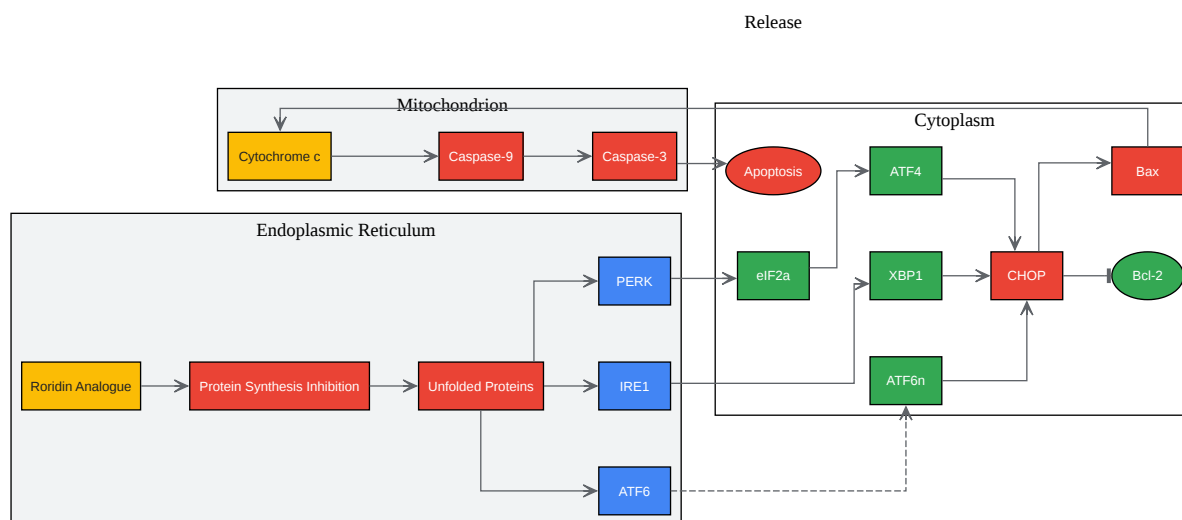 Release
Mitochondrion
Cytoplasm
Cytochrome c
Caspase-9
Caspase-3
Apoptosis
ATF4
Bax
Endoplasmic Reticulum
PERK
eIF2a
XBP1
CHOP
Bcl-2
Roridin Analogue
Protein Synthesis Inhibition
Unfolded Proteins
IRE1
ATF6n
ATF6